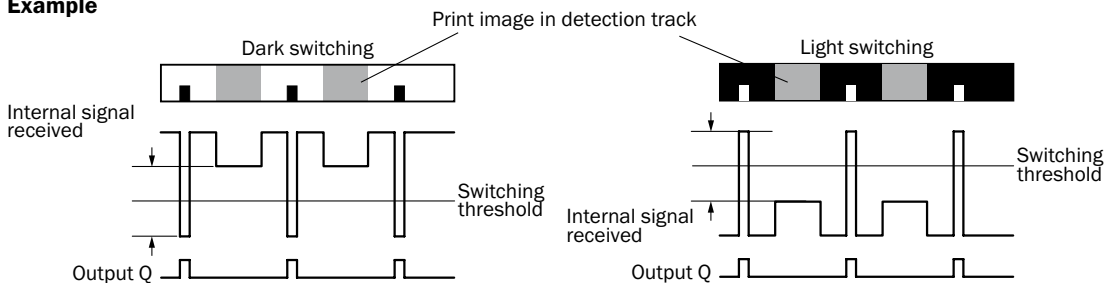 Example
Print image in detection track
Dark switching
Light switching
Internal signal
received
Switching
threshold
Output Q
Switching
threshold
Internal signal
received
Output Q